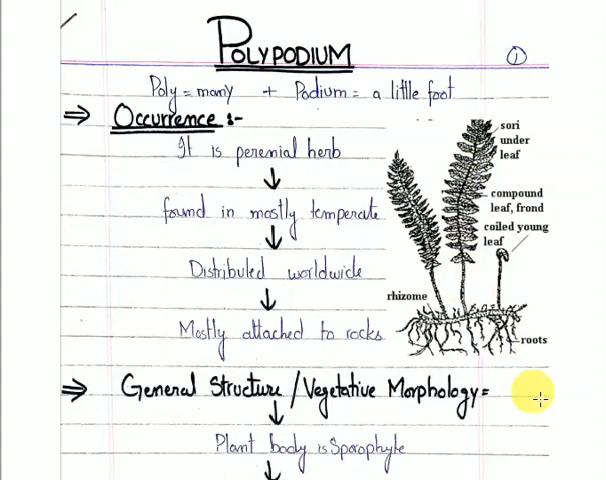 POLYPODIUM
1
Poly = many + Podium = a little foot
⇒ Occurrence :-
It is perennial herb
↓
found in mostly temperate
↓
Distributed worldwide
↓
Mostly attached to rocks
sori
under
leaf
compound
leaf, frond
coiled young
leaf
rhizome
roots
⇒ General Structure / Vegetative Morphology =
↓
Plant body is Sporophyte
↓